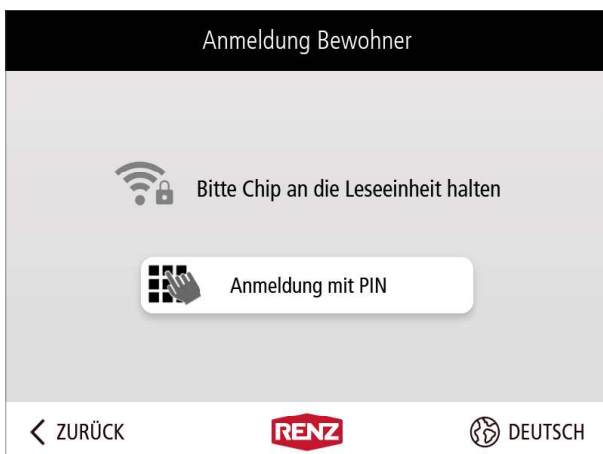 Anmeldung Bewohner
Bitte Chip an die Leseeinheit halten
Anmeldung mit PIN
ZURÜCK
RENZ
DEUTSCH